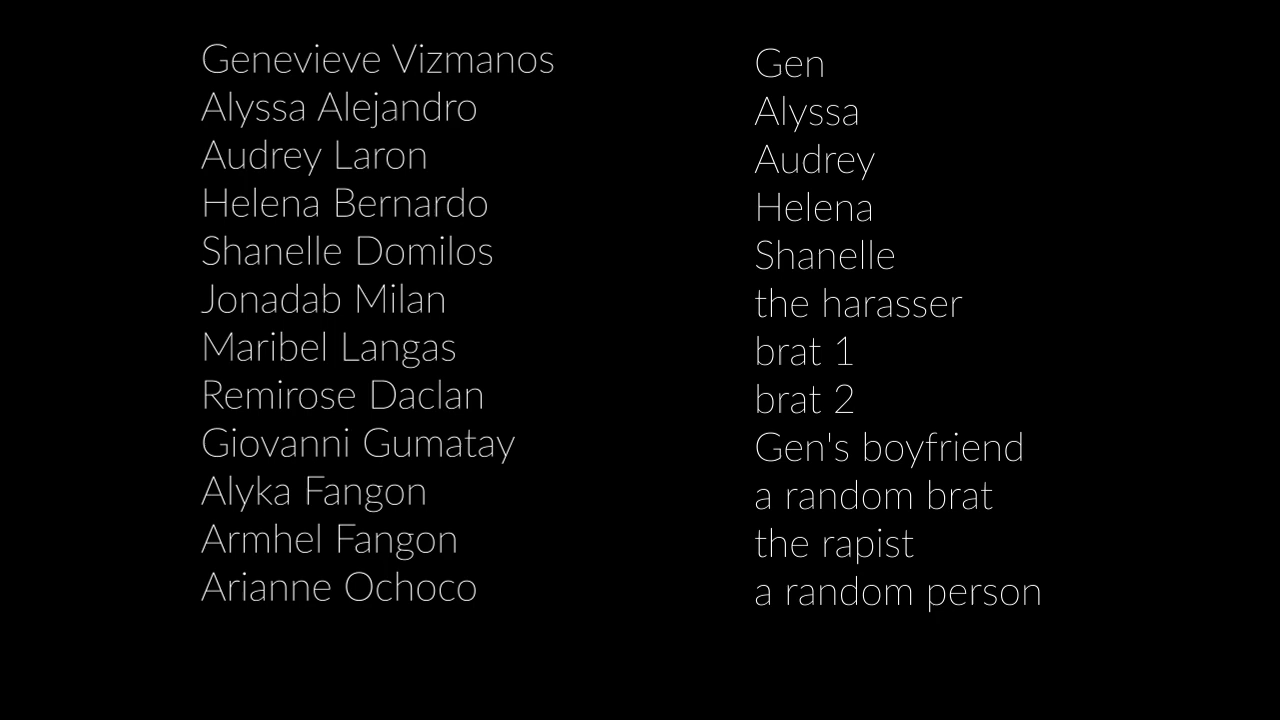 Genevieve Vizmanos Gen
Alyssa Alejandro Alyssa
Audrey Laron Audrey
Helena Bernardo Helena
Shanelle Domilos Shanelle
Jonadab Milan the harasser
Maribel Langas brat 1
Remirose Daclan brat 2
Giovanni Gumatay Gen's boyfriend
Alyka Fangon a random brat
Armhel Fangon the rapist
Arianne Ochoco a random person